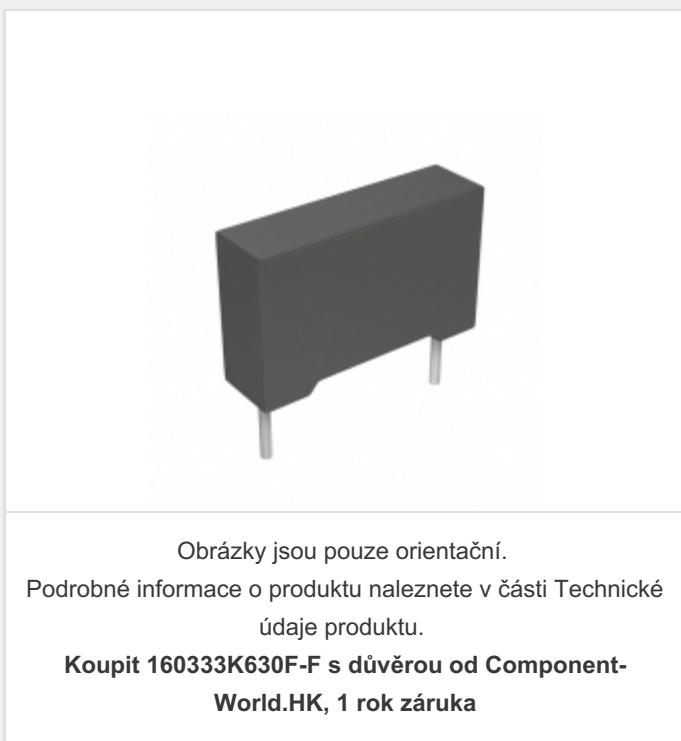 Obrázky jsou pouze orientační.
Podrobné informace o produktu naleznete v části Technické
údaje produktu.
Koupit 160333K630F-F s důvěrou od Component-
World.HK, 1 rok záruka